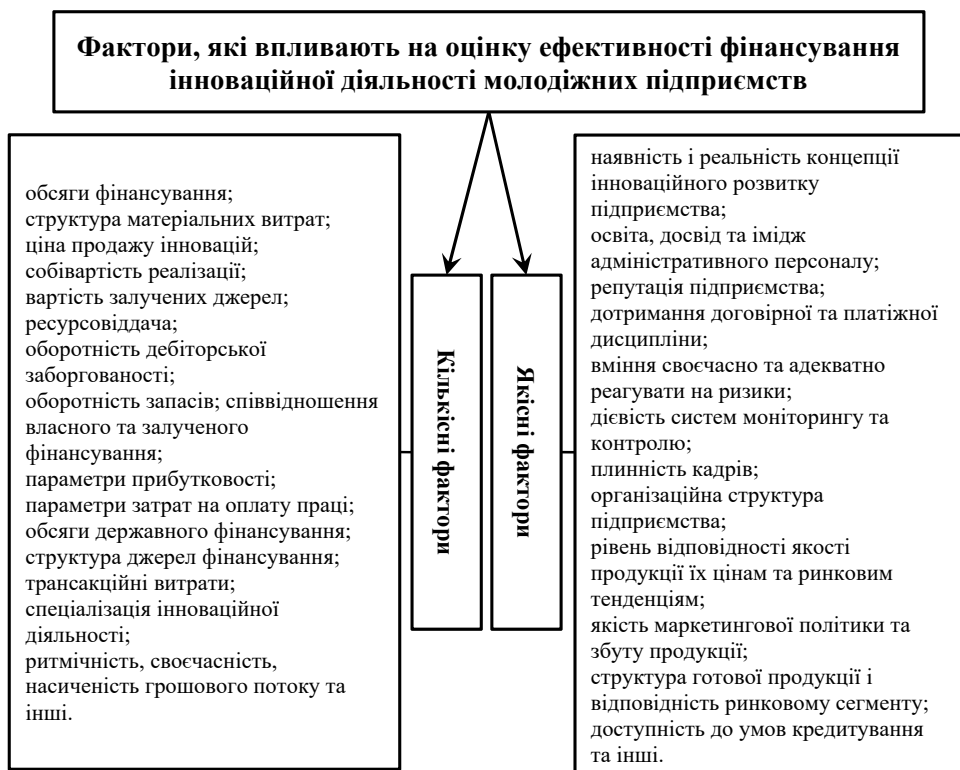 Фактори, які впливають на оцінку ефективності фінансування
інноваційної діяльності молодіжних підприємств
обсяги фінансування;
структура матеріальних витрат;
ціна продажу інновацій;
собівартість реалізації;
вартість залучених джерел;
ресурсовіддача;
оборотність дебіторської
заборгованості;
оборотність запасів; співвідношення
власного та залученого
фінансування;
параметри прибутковості;
параметри затрат на оплату праці;
обсяги державного фінансування;
структура джерел фінансування;
трансакційні витрати;
спеціалізація інноваційної
діяльності;
ритмічність, своєчасність,
насиченість грошового потоку та
інші.
Кількісні фактори
Якісні фактори
наявність і реальність концепції
інноваційного розвитку
підприємства;
освіта, досвід та імідж
адміністративного персоналу;
репутація підприємства;
дотримання договірної та платіжної
дисципліни;
вміння своєчасно та адекватно
реагувати на ризики;
дієвість систем моніторингу та
контролю;
плинність кадрів;
організаційна структура
підприємства;
рівень відповідності якості
продукції їх цінам та ринковим
тенденціям;
якість маркетингової політики та
збуту продукції;
структура готової продукції і
відповідність ринковому сегменту;
доступність до умов кредитування
та інші.